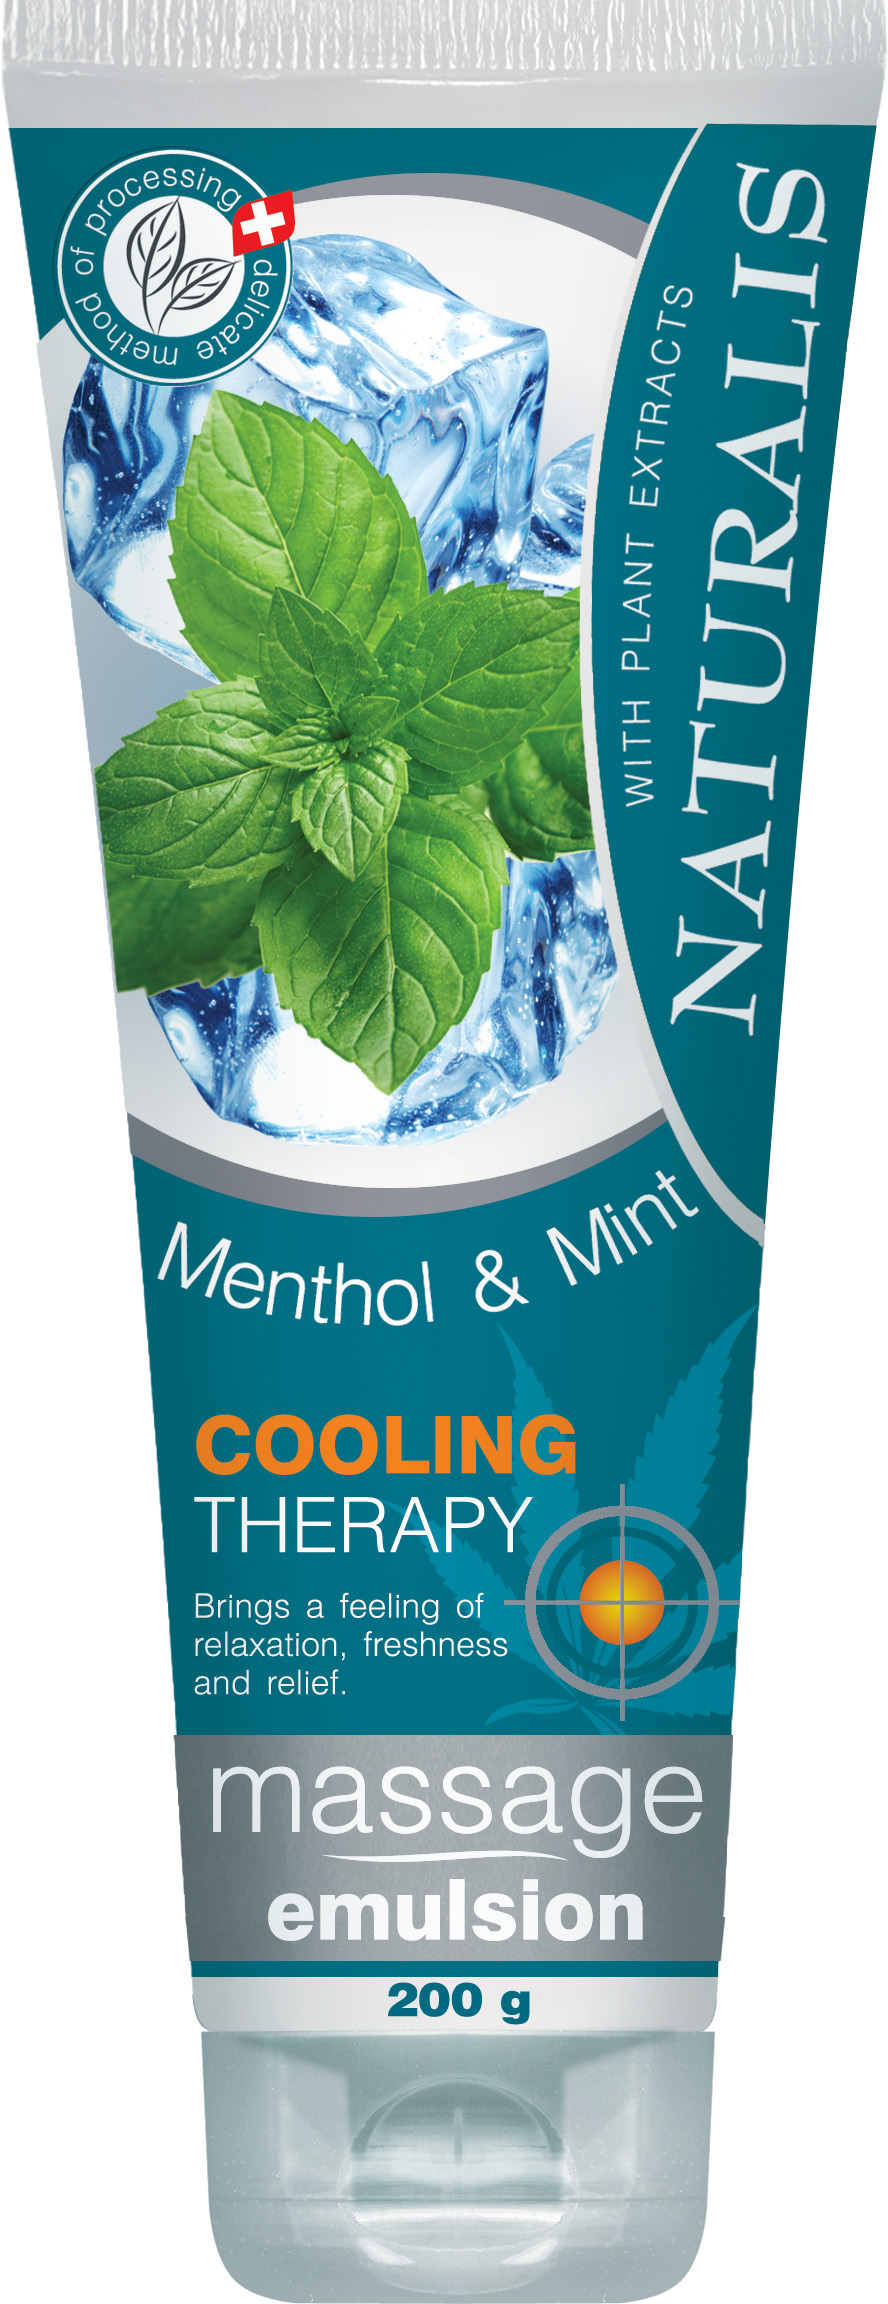 delicate method of processing
WITH PLANT EXTRACTS
NATURALIS
Menthol & Mint
COOLING
THERAPY
Brings a feeling of
relaxation, freshness
and relief.
massage
emulsion
200 g